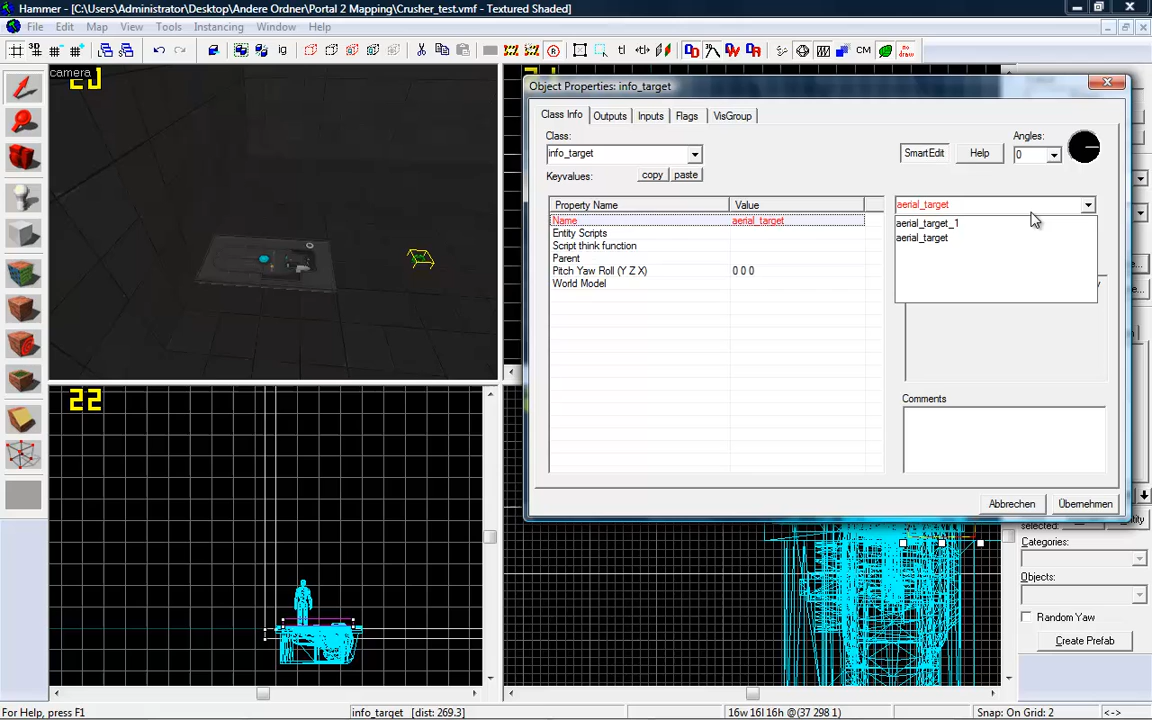 Hammer - [C:\Users\Administrator\Desktop\Andere Ordner\Portal 2 Mapping\Crusher_test.vmf - Textured Shaded]
File Edit Map View Tools Instancing Window Help
camera
22
Object Properties: info_target
Class Info Outputs Inputs Flags VisGroup
Class:
info_target
Angles:
SmartEdit Help 0
Keyvalues: copy paste
Property Name Value
Name aerial_target
Entity Scripts
Script think function
Parent
Pitch Yaw Roll (Y Z X) 0 0 0
World Model
aerial_target
aerial_target_1
aerial_target
Comments
Abbrechen Übernehmen
selected:
Categories:
Objects:
Random Yaw
Create Prefab
For Help, press F1
info_target [dist: 269.3]
16w 16l 16h @(37 298 1)
Snap: On Grid: 2
<->